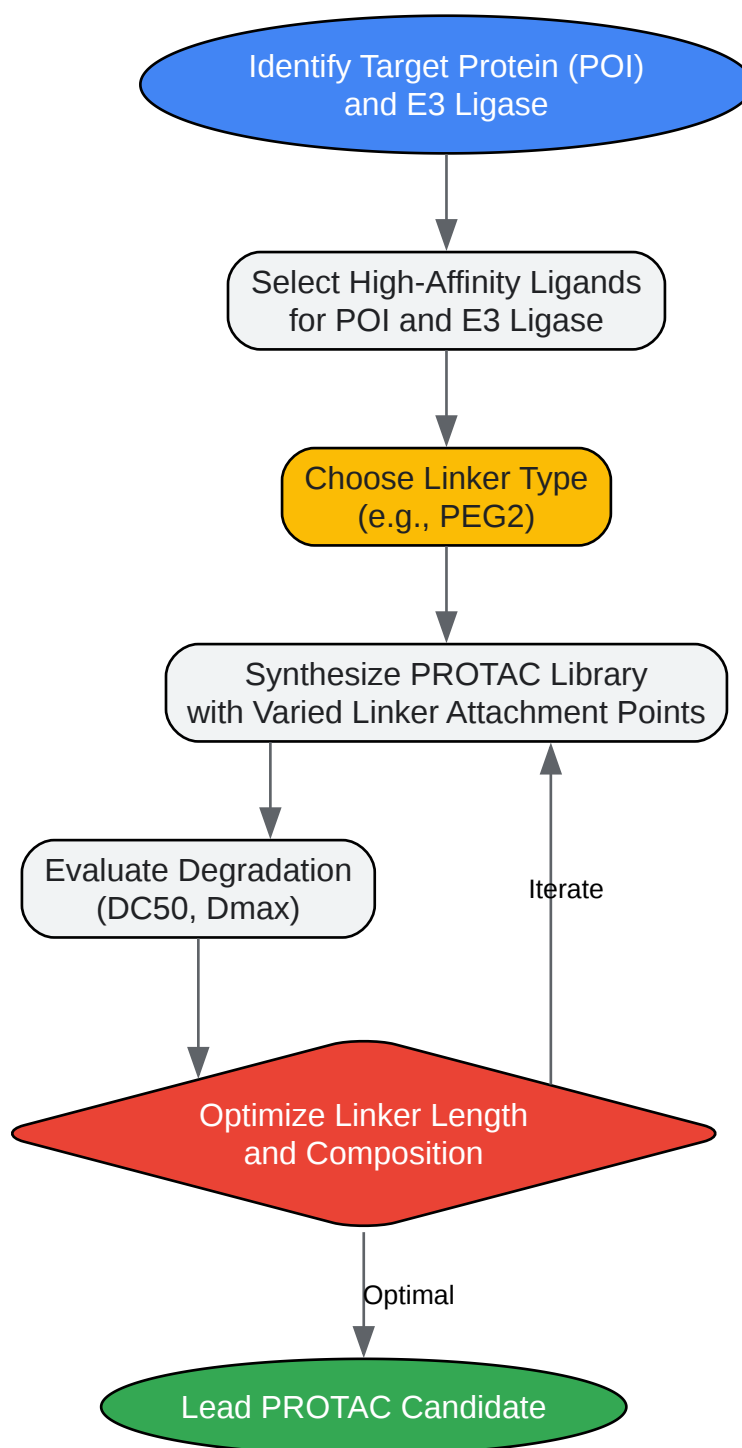 Identify Target Protein (POI)
and E3 Ligase
Select High-Affinity Ligands
for POI and E3 Ligase
Choose Linker Type
(e.g., PEG2)
Synthesize PROTAC Library
with Varied Linker Attachment Points
Evaluate Degradation
(DC50, Dmax)
Iterate
Optimize Linker Length
and Composition
Optimal
Lead PROTAC Candidate